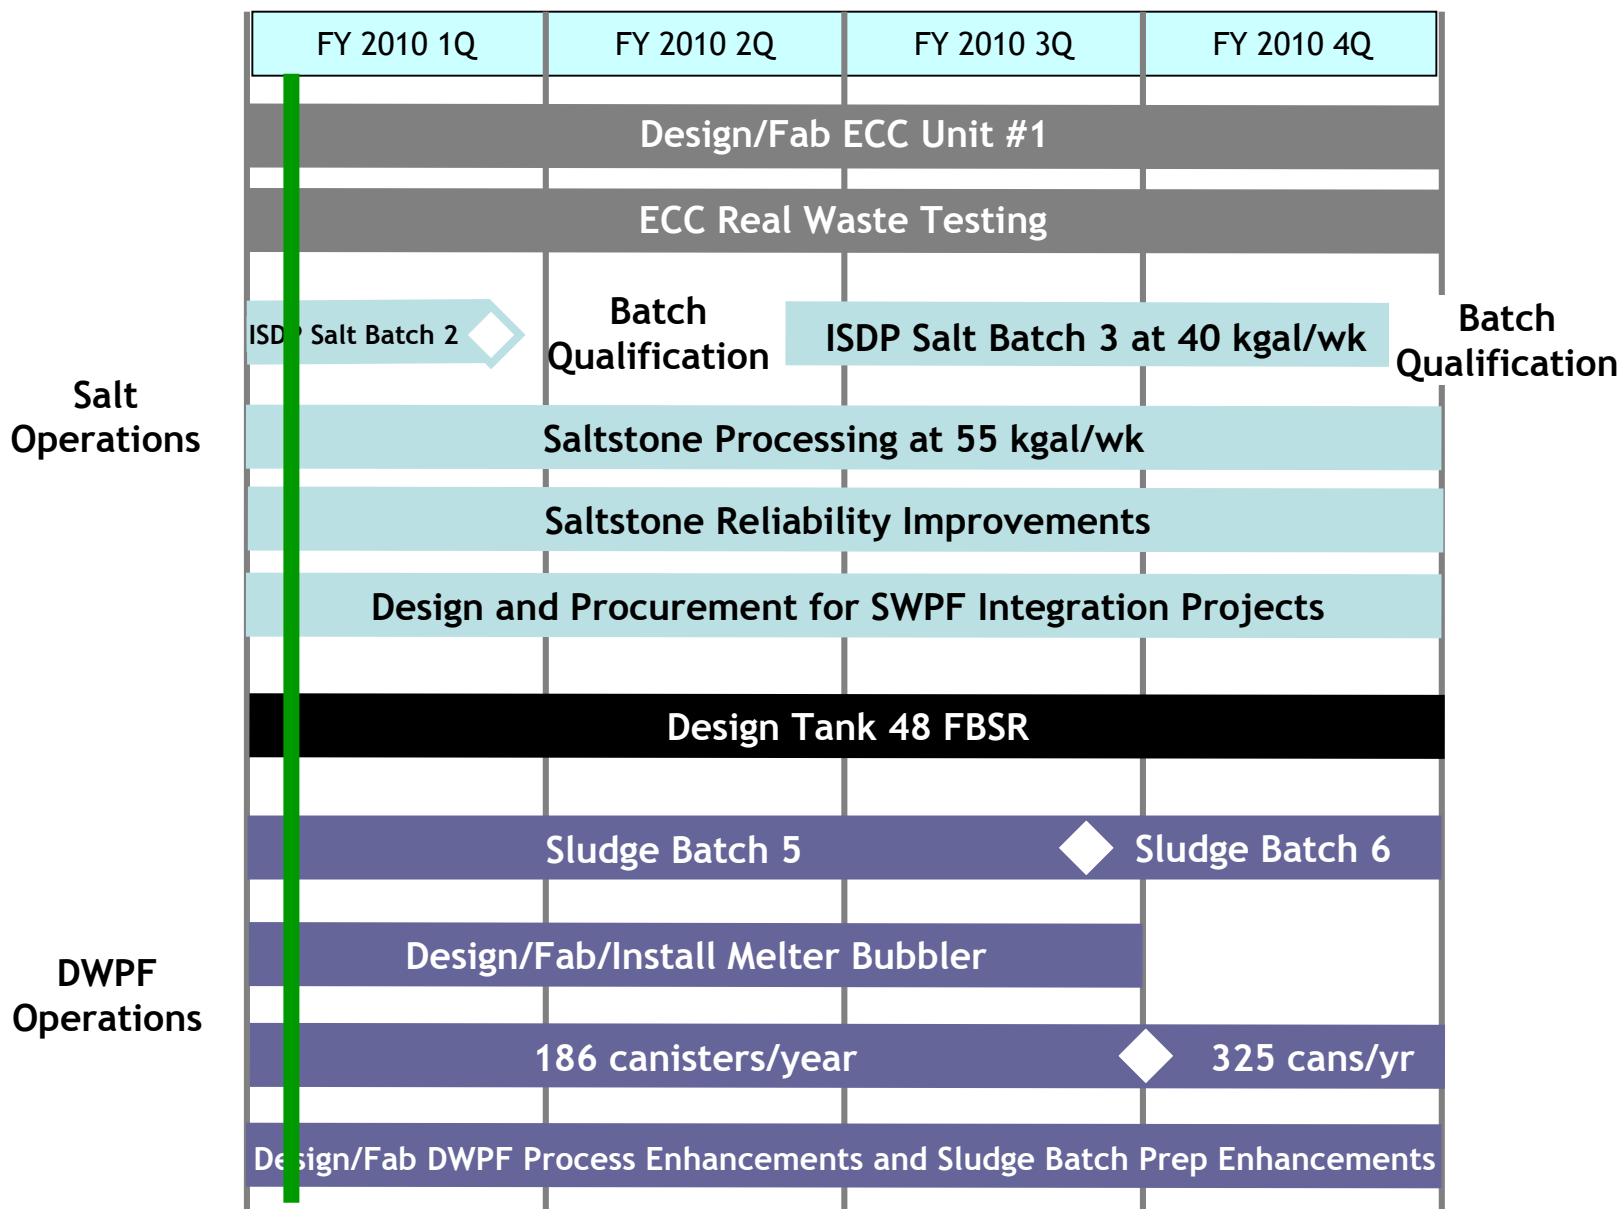 FY 2010 1Q
FY 2010 2Q
FY 2010 3Q
FY 2010 4Q
Design/Fab ECC Unit #1
ECC Real Waste Testing
ISDP Salt Batch 2
Batch
Qualification
ISDP Salt Batch 3 at 40 kgal/wk
Batch
Qualification
Salt
Operations
Saltstone Processing at 55 kgal/wk
Saltstone Reliability Improvements
Design and Procurement for SWPF Integration Projects
Design Tank 48 FBSR
Sludge Batch 5
Sludge Batch 6
DWPF
Operations
Design/Fab/Install Melter Bubbler
186 canisters/year
325 cans/yr
Design/Fab DWPF Process Enhancements and Sludge Batch Prep Enhancements